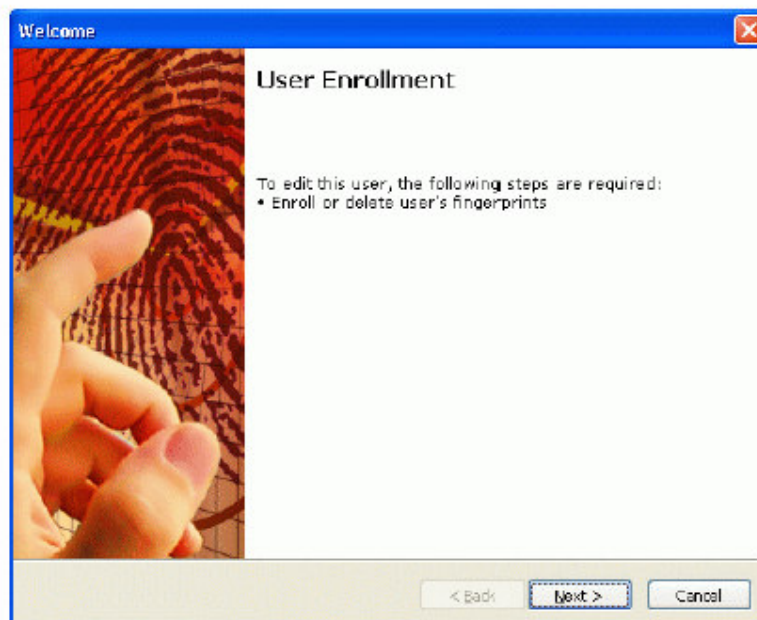 Welcome
User Enrollment
To edit this user, the following steps are required:
• Enroll or delete user's fingerprints
< Back
Next >
Cancel